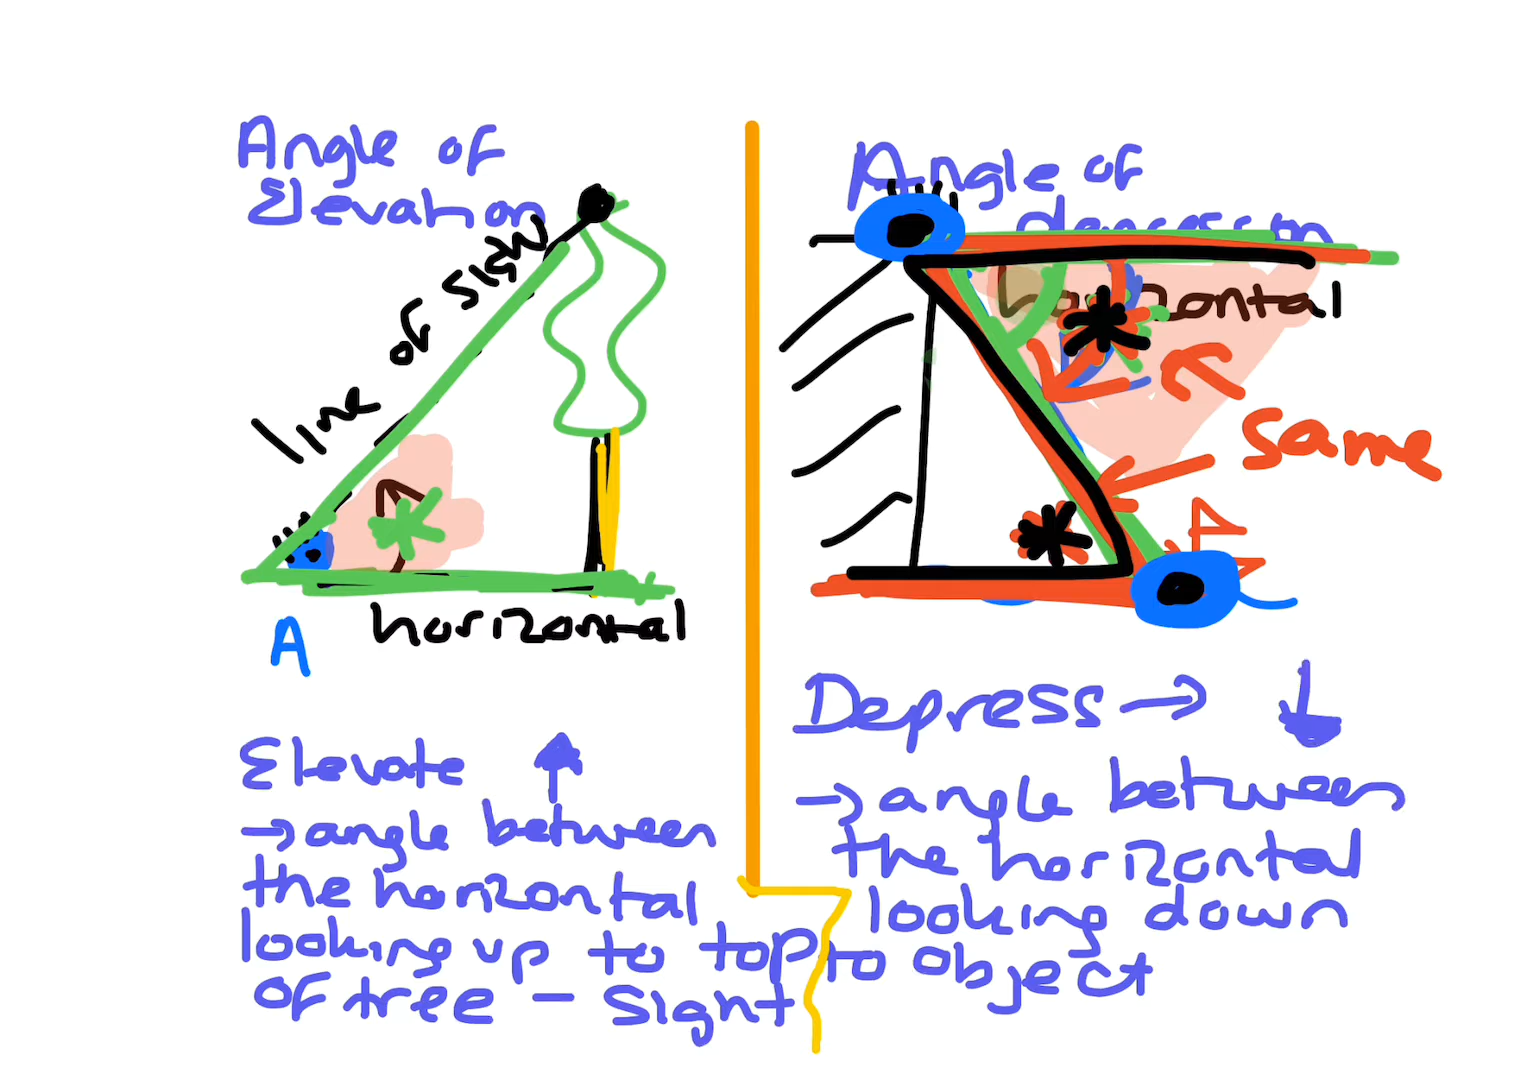 Angle of
Elevation
line of sight
A
horizontal
Elevate ↑
→ angle between
the horizontal
looking up to top
of tree - sight
Angle of
depression
horizontal
same
Depress → ↓
→ angle between
the horizontal
looking down
to object